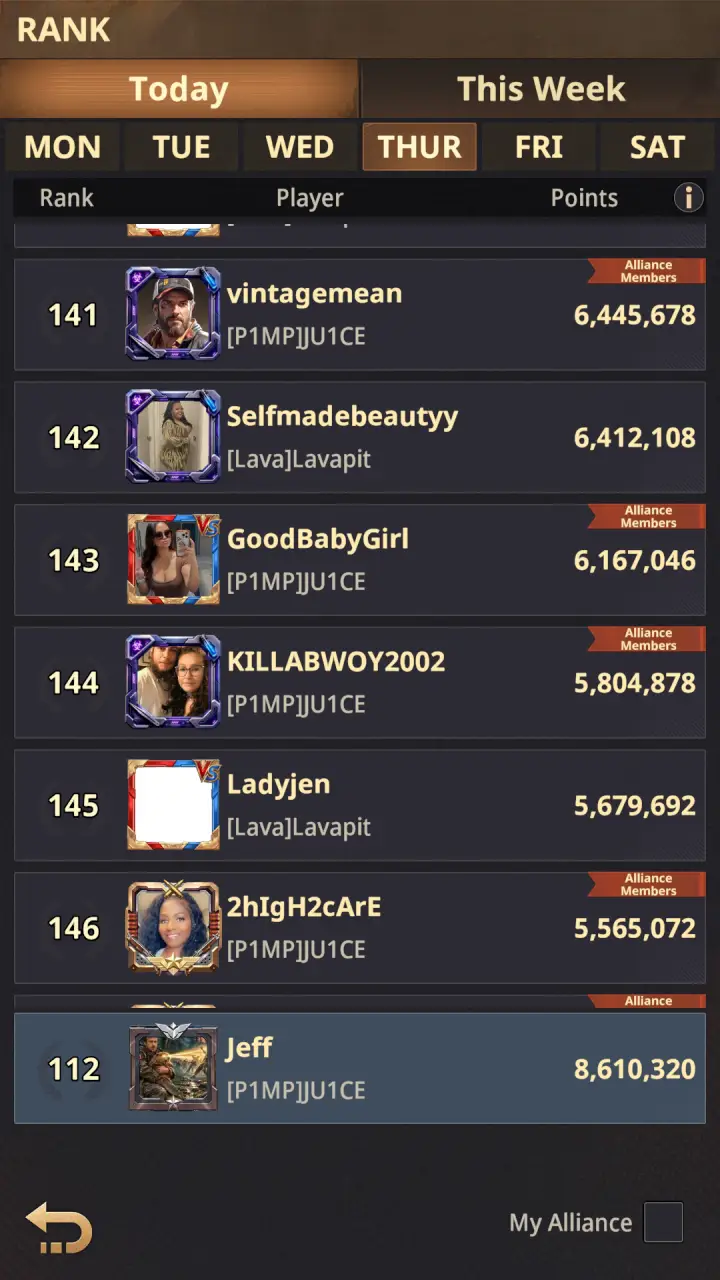 RANK
Today
This Week
MON
TUE
WED
THUR
FRI
SAT
Rank
Player
Points
i
Alliance
Members
141
vintagemean
[P1MP]JU1CE
6,445,678
142
Selfmadebeautyy
[Lava]Lavapit
6,412,108
Alliance
Members
143
VS
GoodBabyGirl
[P1MP]JU1CE
6,167,046
Alliance
Members
144
KILLABWOY2002
[P1MP]JU1CE
5,804,878
145
VS
Ladyjen
[Lava]Lavapit
5,679,692
Alliance
Members
146
2hIgH2cArE
[P1MP]JU1CE
5,565,072
Alliance
112
Jeff
[P1MP]JU1CE
8,610,320
My Alliance